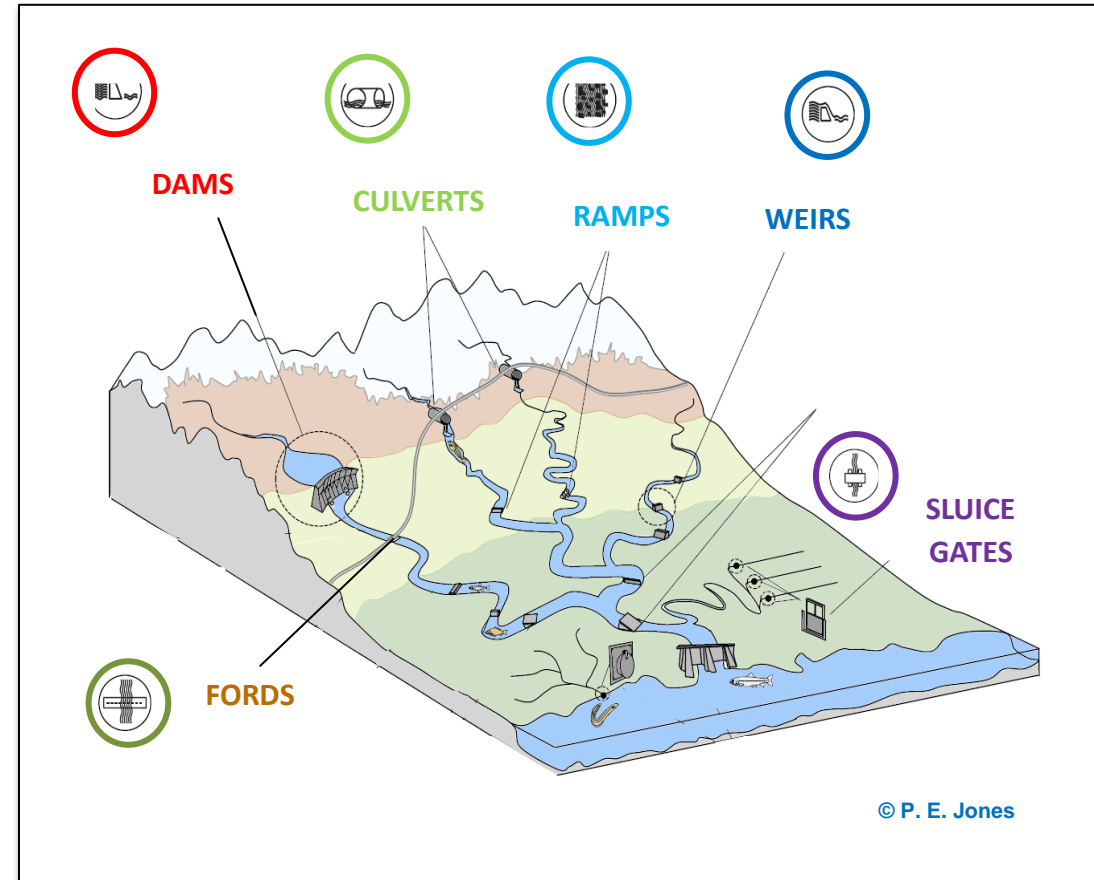 DAMS
CULVERTS
RAMPS
WEIRS
SLUICE
GATES
FORDS
© P. E. Jones